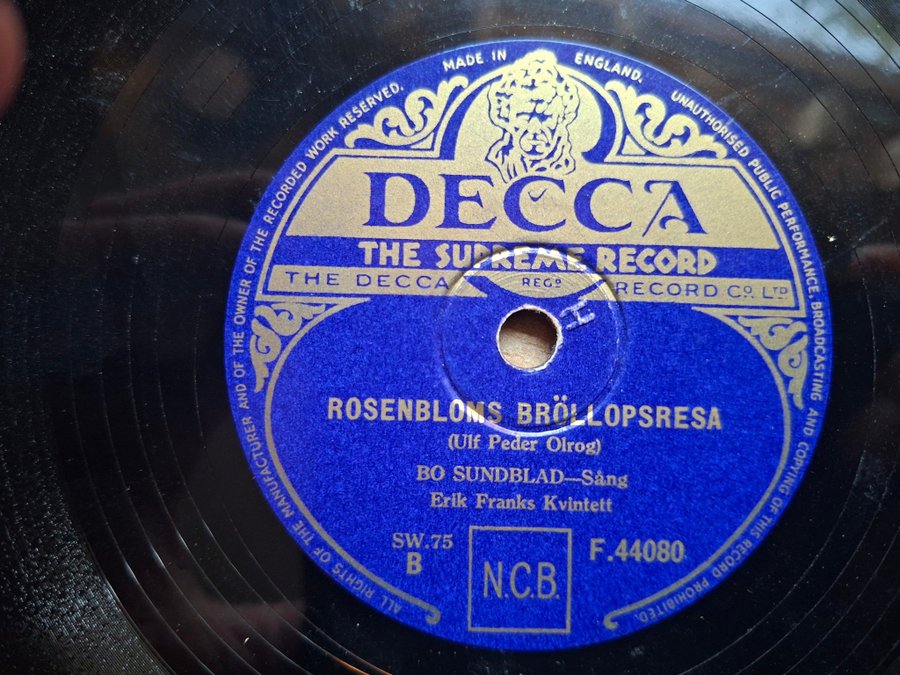 ALL RIGHTS OF THE MANUFACTURER AND OF THE OWNER OF THE RECORDED WORK RESERVED.
MADE IN ENGLAND.
UNAUTHORISED PUBLIC PERFORMANCE, BROADCASTING AND COPYING OF THIS RECORD PROHIBITED.
DECCA
THE SUPREME RECORD
THE DECCA REGD RECORD CO. LTD
H
ROSENBLOMS BRÖLLOPSRESA
(Ulf Peder Olrog)
BO SUNDBLAD—Sång
Erik Franks Kvintett
SW.75 F.44080
B
N.C.B.